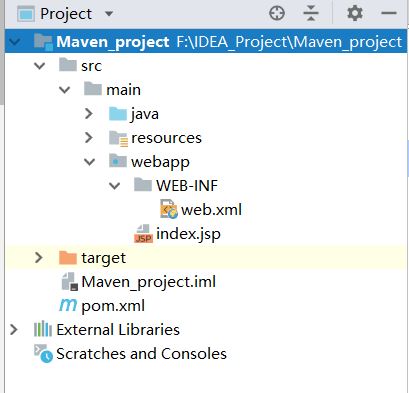 Project
Maven_project F:\IDEA_Project\Maven_project
src
main
java
resources
webapp
WEB-INF
web.xml
JSP index.jsp
target
Maven_project.iml
m pom.xml
External Libraries
Scratches and Consoles